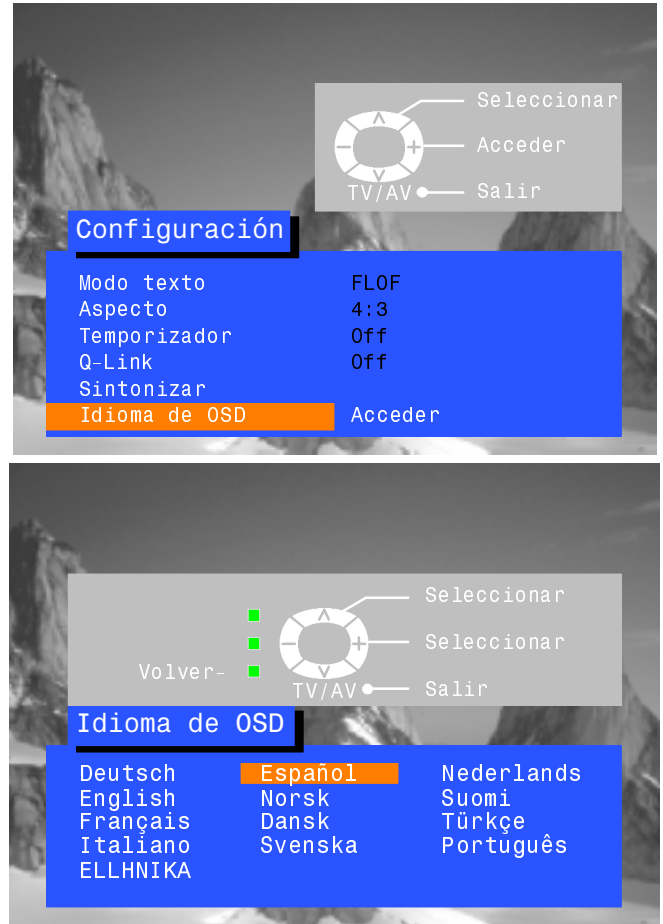 Seleccionar
Acceder
TV/AV Salir
Configuración
Modo texto FLOF
Aspecto 4:3
Temporizador Off
Q-Link Off
Sintonizar
Idioma de OSD Acceder
Seleccionar
Seleccionar
Volver-
TV/AV Salir
Idioma de OSD
Deutsch Español Nederlands
English Norsk Suomi
Français Dansk Türkçe
Italiano Svenska Português
ELLHNIKA